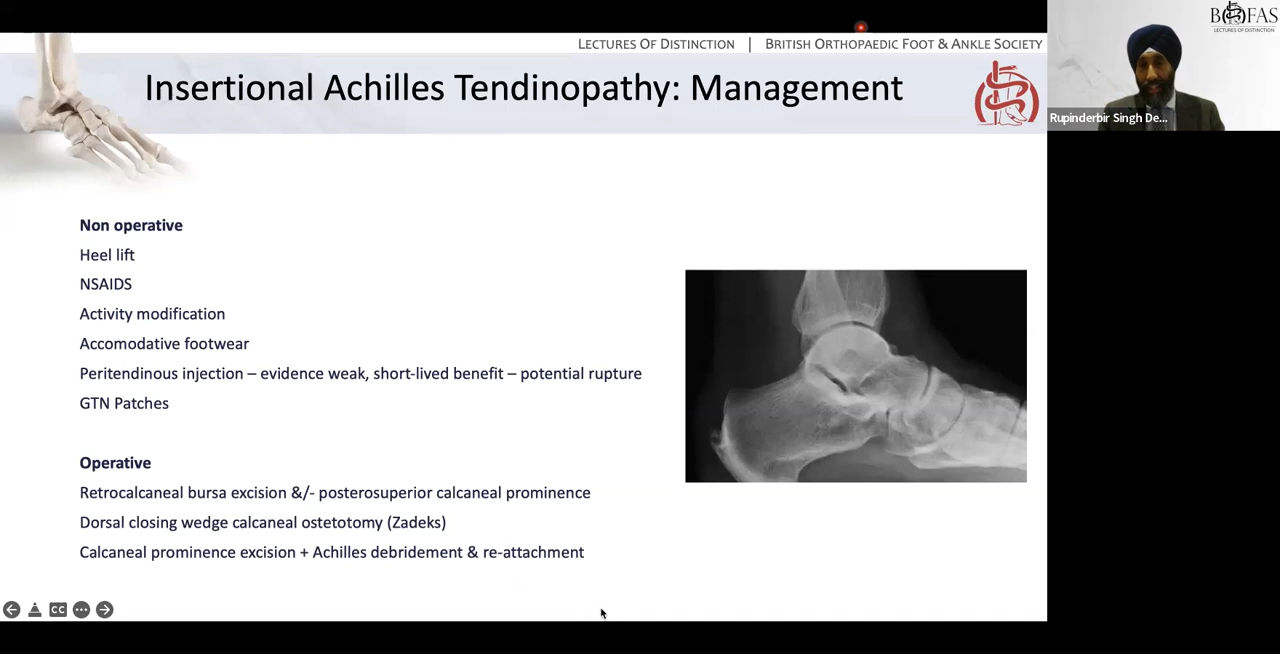 LECTURES OF DISTINCTION | BRITISH ORTHOPAEDIC FOOT & ANKLE SOCIETY
BOFAS
LECTURES OF DISTINCTION
Insertional Achilles Tendinopathy: Management
Rupinderbir Singh De...
Non operative
Heel lift
NSAIDS
Activity modification
Accomodative footwear
Peritendinous injection – evidence weak, short-lived benefit – potential rupture
GTN Patches
Operative
Retrocalcaneal bursa excision &/- posterosuperior calcaneal prominence
Dorsal closing wedge calcaneal ostetotomy (Zadeks)
Calcaneal prominence excision + Achilles debridement & re-attachment
CC